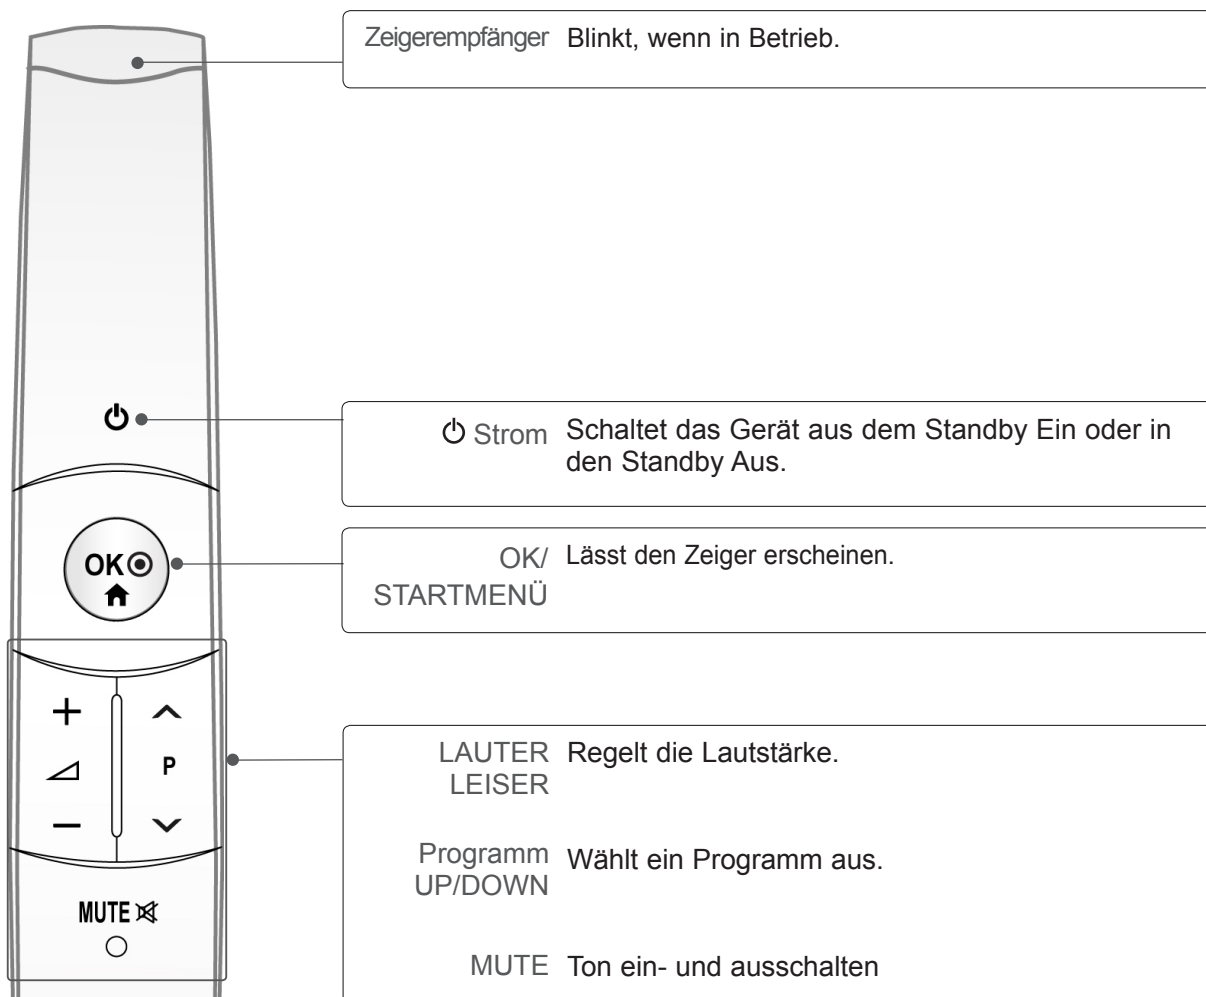 Zeigerempfänger Blinkt, wenn in Betrieb.
Strom Schaltet das Gerät aus dem Standby Ein oder in
den Standby Aus.
OK
OK/ Lässt den Zeiger erscheinen.
STARTMENÜ
P
LAUTER Regelt die Lautstärke.
LEISER
Programm Wählt ein Programm aus.
UP/DOWN
MUTE
MUTE Ton ein- und ausschalten